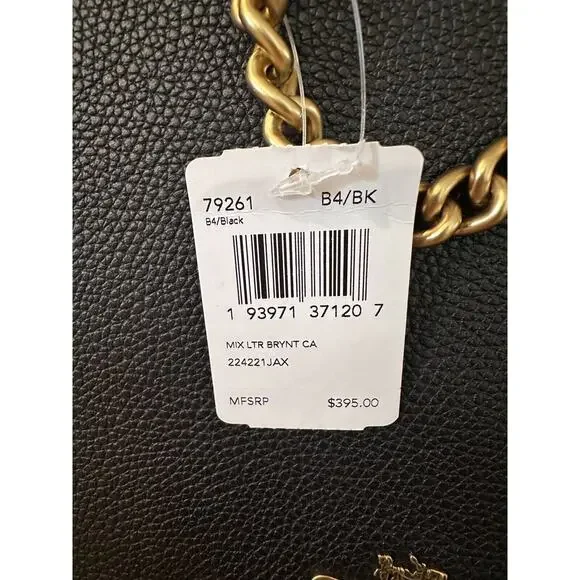 79261 B4/BK
B4/Black
1 93971 37120 7
MIX LTR BRYNT CA
224221JAX
MFSRP $395.00